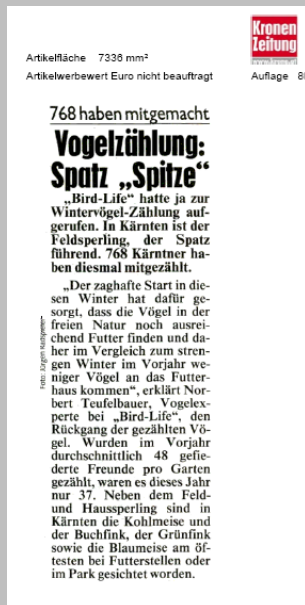 Kronen
Zeitung
Artikelfläche 7336 mm²
Artikelwerbewert Euro nicht beauftragt Auflage
768 haben mitgemacht
Vogelzählung:
Spatz „Spitze“
„Bird-Life“ hatte ja zur
Wintervögel-Zählung auf-
gerufen. In Kärnten ist der
Feldsperling, der Spatz
führend. 768 Kärntner ha-
ben diesmal mitgezählt.
„Der zaghafte Start in die-
sen Winter hat dafür ge-
sorgt, dass die Vögel in der
freien Natur noch ausrei-
chend Futter finden und da-
her im Vergleich zum stren-
gen Winter im Vorjahr we-
niger Vögel an das Futter-
haus kommen“, erklärt Nor-
bert Teufelbauer, Vogelex-
perte bei „Bird-Life“, den
Rückgang der gezählten Vö-
gel. Wurden im Vorjahr
durchschnittlich 48 gefie-
derte Freunde pro Garten
gezählt, waren es dieses Jahr
nur 37. Neben dem Feld-
und Haussperling sind in
Kärnten die Kohlmeise und
der Buchfink, der Grünfink
sowie die Blaumeise am öf-
testen bei Futterstellen oder
im Park gesichtet worden.